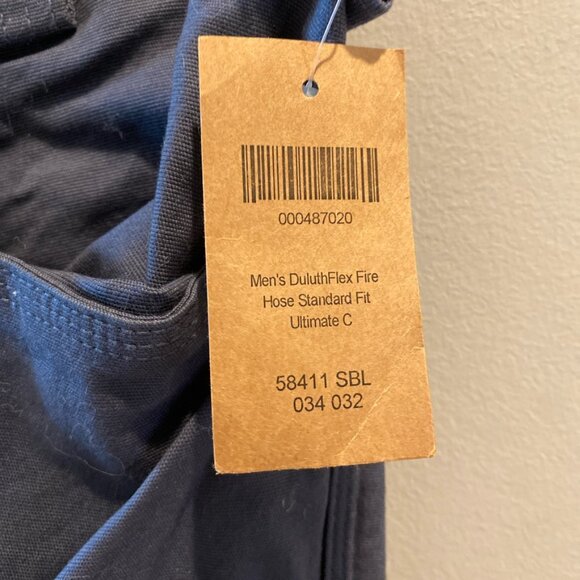 000487020
Men's DuluthFlex Fire
Hose Standard Fit
Ultimate C
58411 SBL
034 032